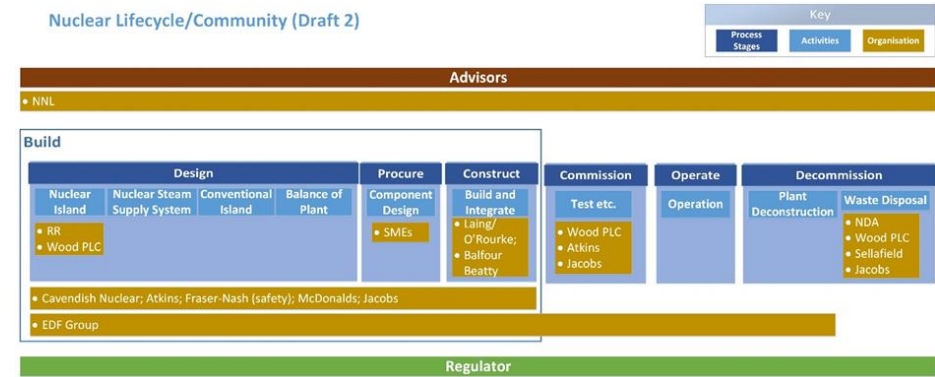 Nuclear Lifecycle/Community (Draft 2)
Key
Process
Stages
Activities
Organisation
Advisors
• NNL
Build
Design
Procure
Construct
Commission
Operate
Decommission
Nuclear
Island
Nuclear Steam
Supply System
Conventional
Island
Balance of
Plant
Component
Design
Build and
Integrate
Test etc.
Operation
Plant
Deconstruction
Waste Disposal
• RR
• Wood PLC
• SMEs
• Laing/
O'Rourke;
• Balfour
Beatty
• Wood PLC
• Atkins
• Jacobs
• NDA
• Wood PLC
• Sellafield
• Jacobs
• Cavendish Nuclear; Atkins; Fraser-Nash (safety); McDonalds; Jacobs
• EDF Group
Regulator